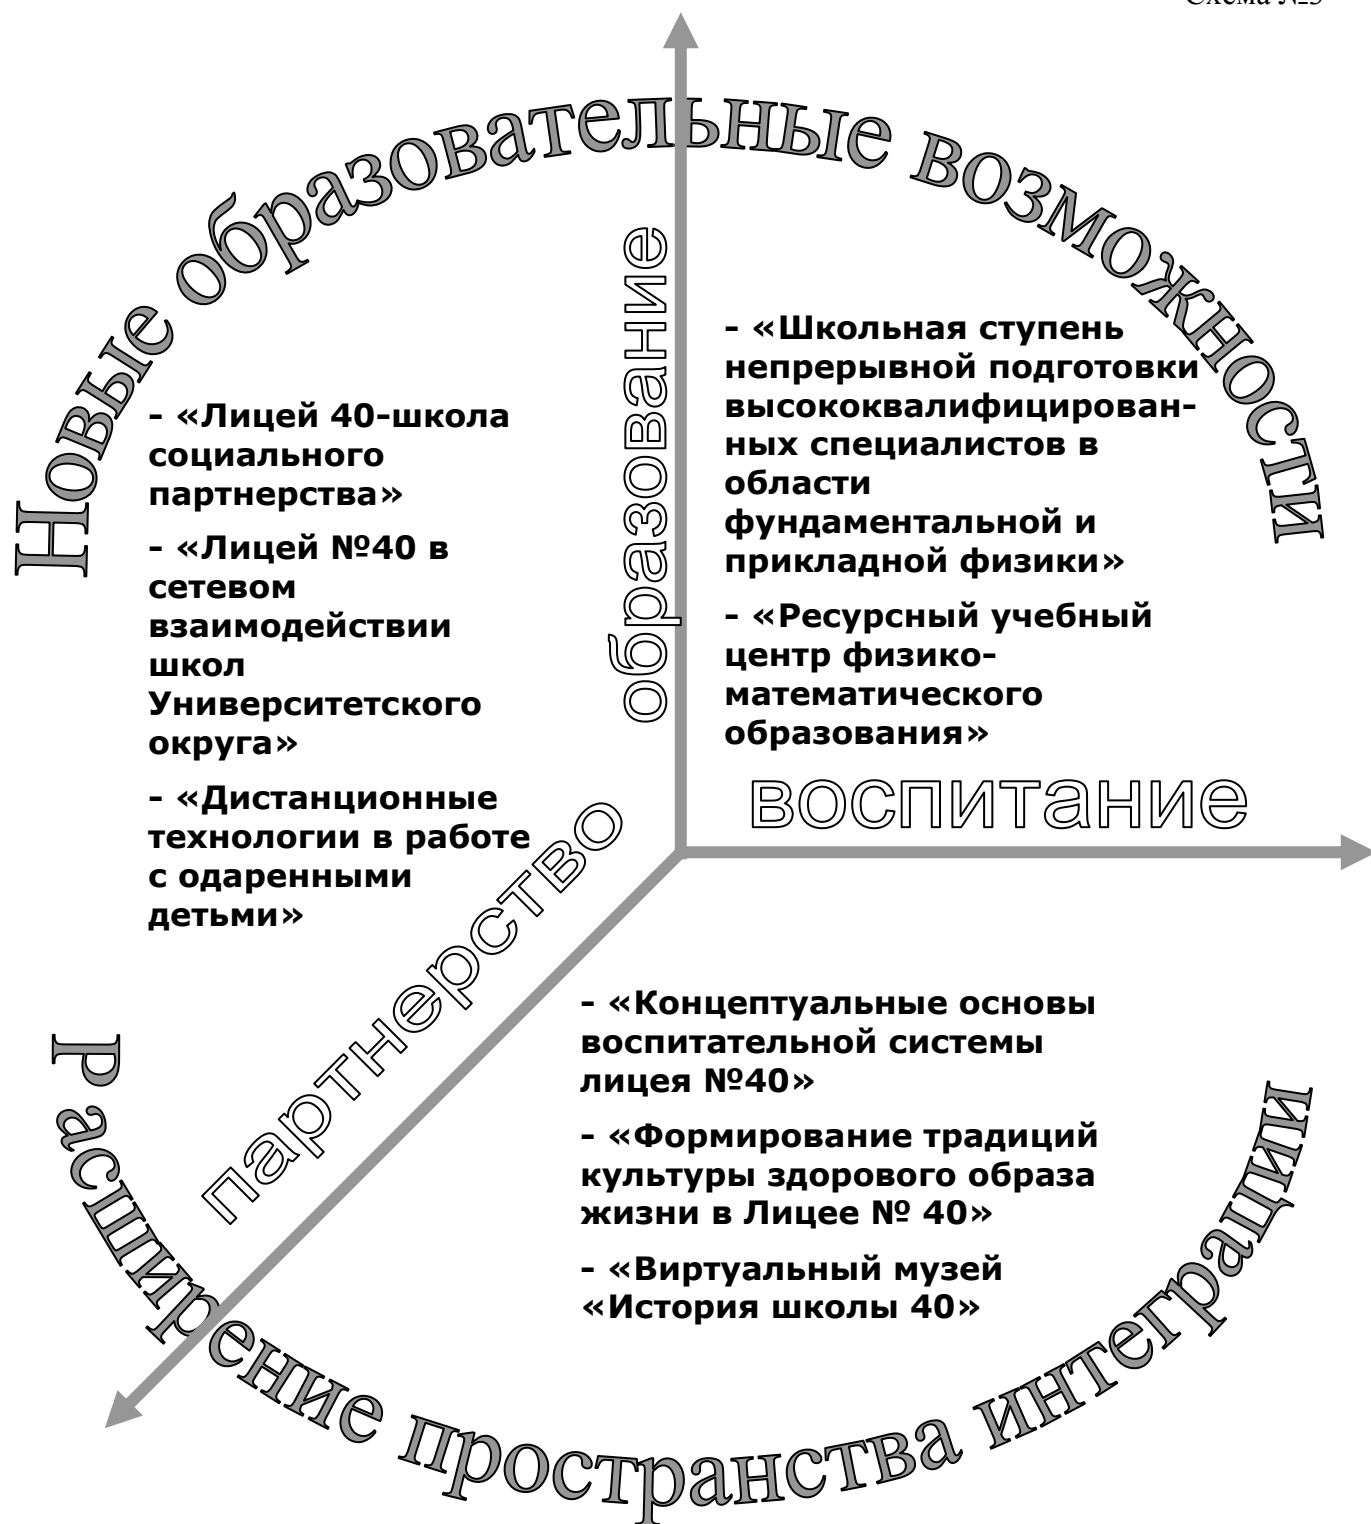 Новые образовательные возможности
образование
- «Школьная ступень
непрерывной подготовки
высококвалифицирован-
ных специалистов в
области
фундаментальной и
прикладной физики»
- «Ресурсный учебный
центр физико-
математического
образования»
- «Лицей 40-школа
социального
партнерства»
- «Лицей №40 в
сетевом
взаимодействии
школ
Университетского
округа»
- «Дистанционные
технологии в работе
с одаренными
детьми»
воспитание
партнерство
- «Концептуальные основы
воспитательной системы
лицея №40»
- «Формирование традиций
культуры здорового образа
жизни в Лицее № 40»
- «Виртуальный музей
«История школы 40»
Р асширение пространства интеграции